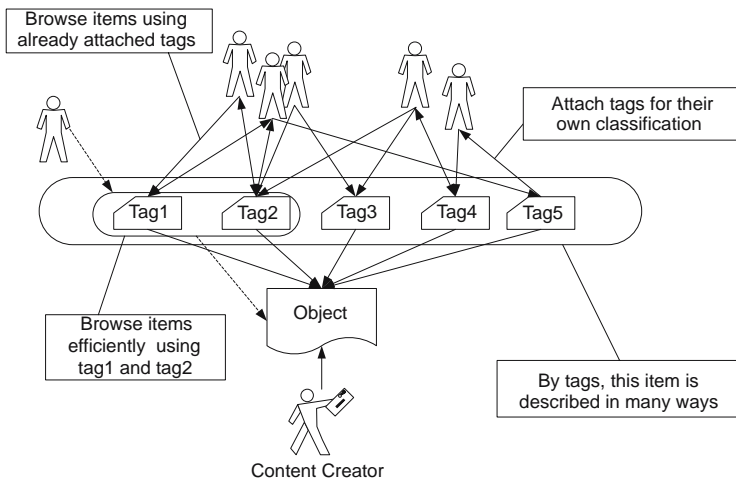 Browse items using
already attached tags
Attach tags for their
own classification
Tag1
Tag2
Tag3
Tag4
Tag5
Object
Browse items
efficiently using
tag1 and tag2
By tags, this item is
described in many ways
Content Creator